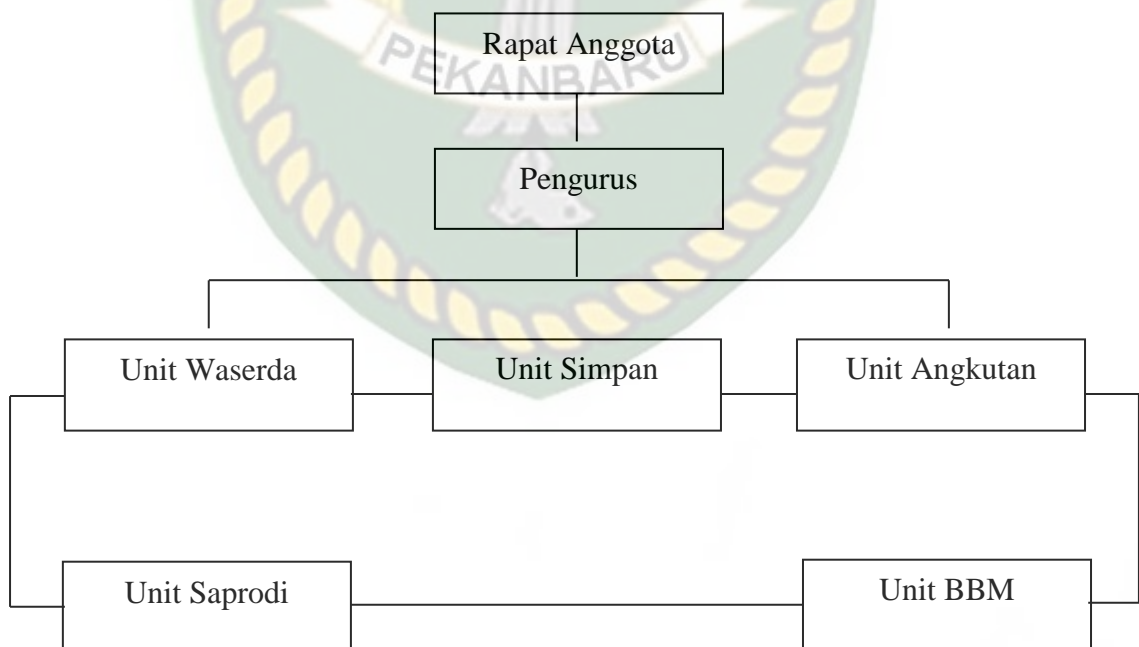 Rapat Anggota
PEKANBARU
Pengurus
Unit Waserda
Unit Simpan
Unit Angkutan
Unit Saprodi
Unit BBM